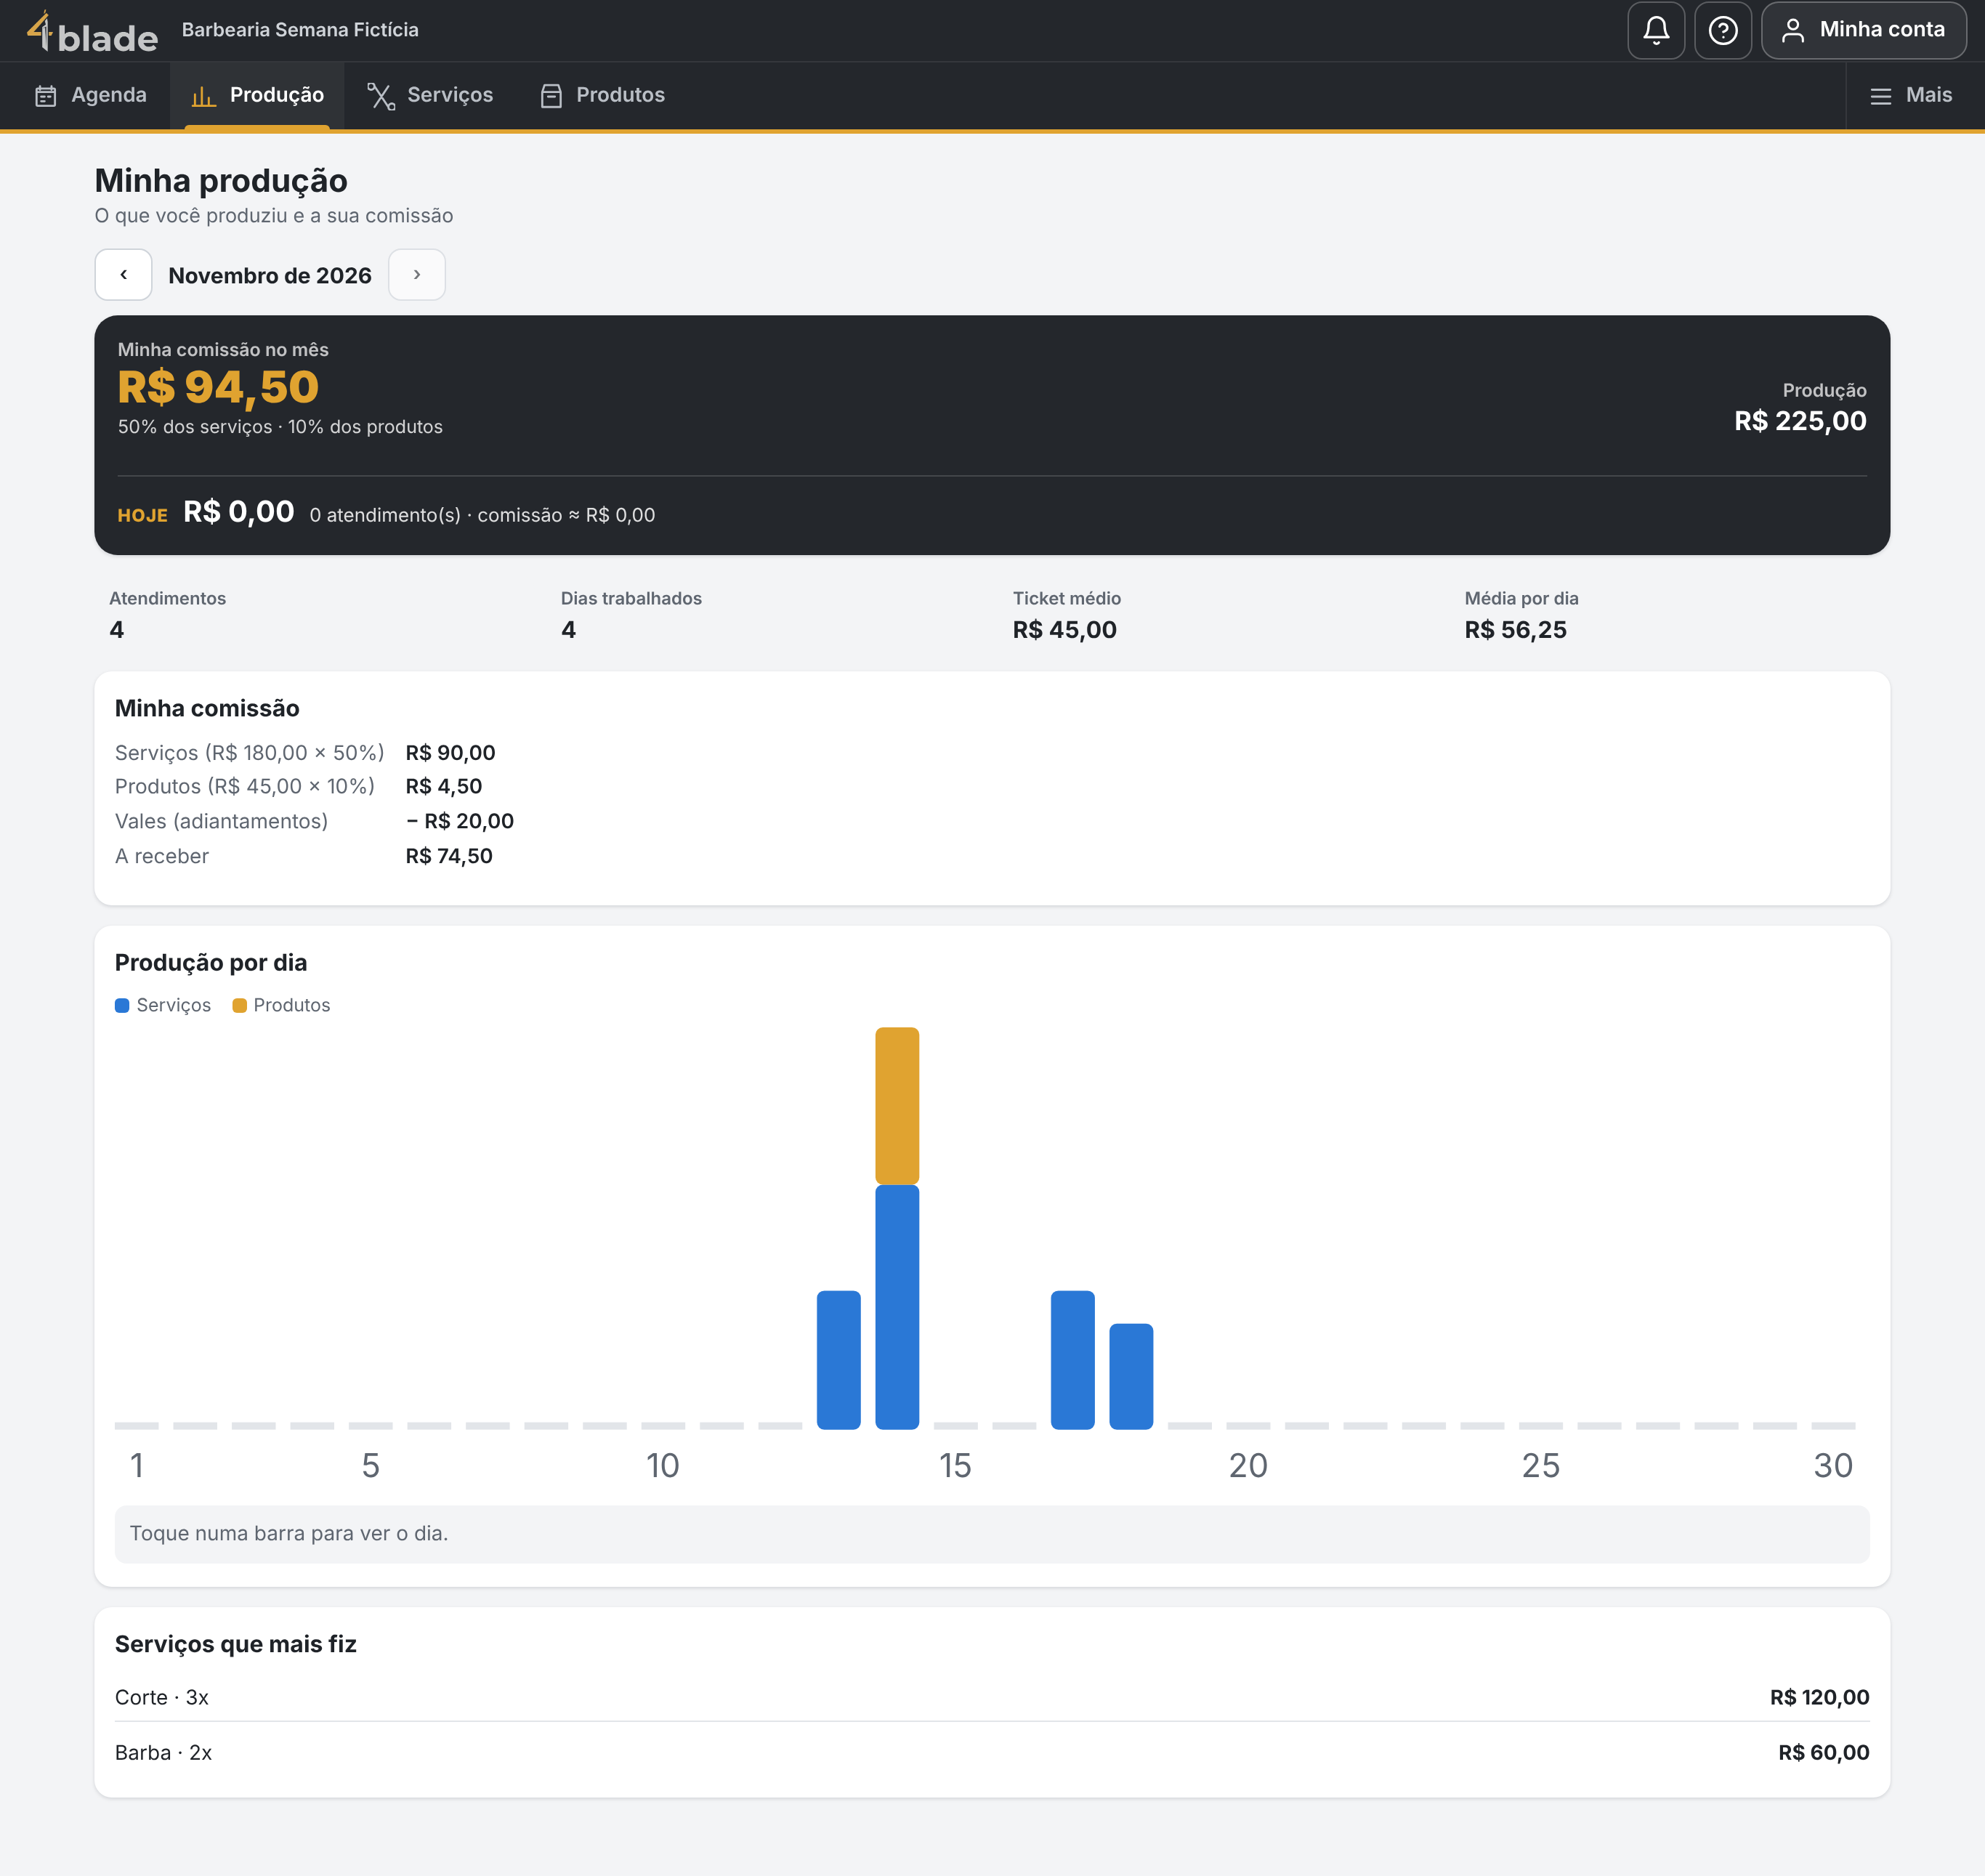 4blade
Barbearia Semana Fictícia
Minha conta
Agenda
Produção
Serviços
Produtos
Mais
Minha produção
O que você produziu e a sua comissão
‹ Novembro de 2026 ›
Minha comissão no mês
R$ 94,50
50% dos serviços · 10% dos produtos
Produção
R$ 225,00
HOJE R$ 0,00 0 atendimento(s) · comissão ≈ R$ 0,00
Atendimentos
4
Dias trabalhados
4
Ticket médio
R$ 45,00
Média por dia
R$ 56,25
Minha comissão
Serviços (R$ 180,00 × 50%) R$ 90,00
Produtos (R$ 45,00 × 10%) R$ 4,50
Vales (adiantamentos) − R$ 20,00
A receber R$ 74,50
Produção por dia
Serviços Produtos
1 5 10 15 20 25 30
Toque numa barra para ver o dia.
Serviços que mais fiz
Corte · 3x R$ 120,00
Barba · 2x R$ 60,00